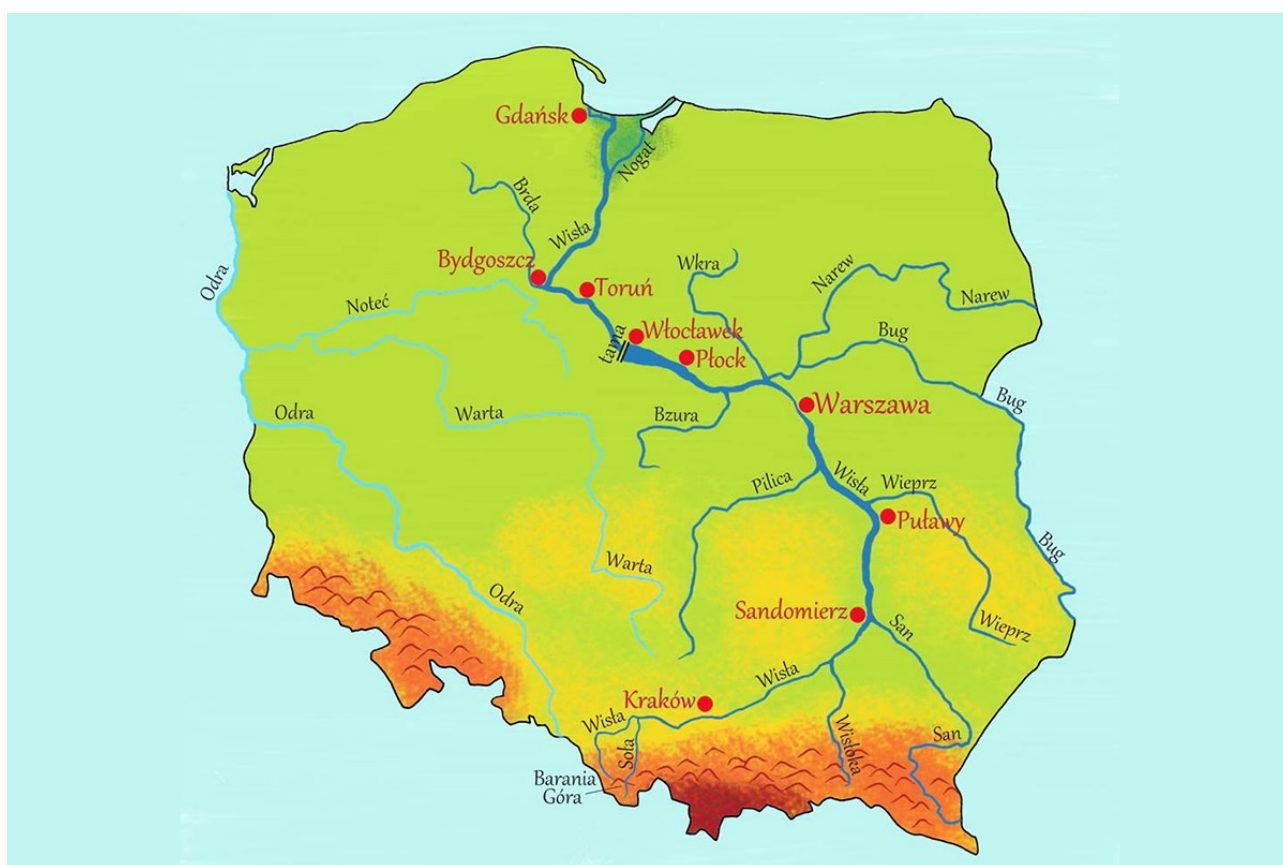 Gdańsk
Nogat
Brda
Wisła
Bydgoszcz
Toruń
Wkra
Narew
Narew
Odra
Noteć
Włocławek
tama
Płock
Bug
Bug
Odra
Warta
Bzura
Warszawa
Pilica
Wisła
Wieprz
Puławy
Bug
Warta
Odra
Sandomierz
San
Wieprz
Wisła
Kraków
Wisła
Soła
Wisłoka
San
Barania
Góra